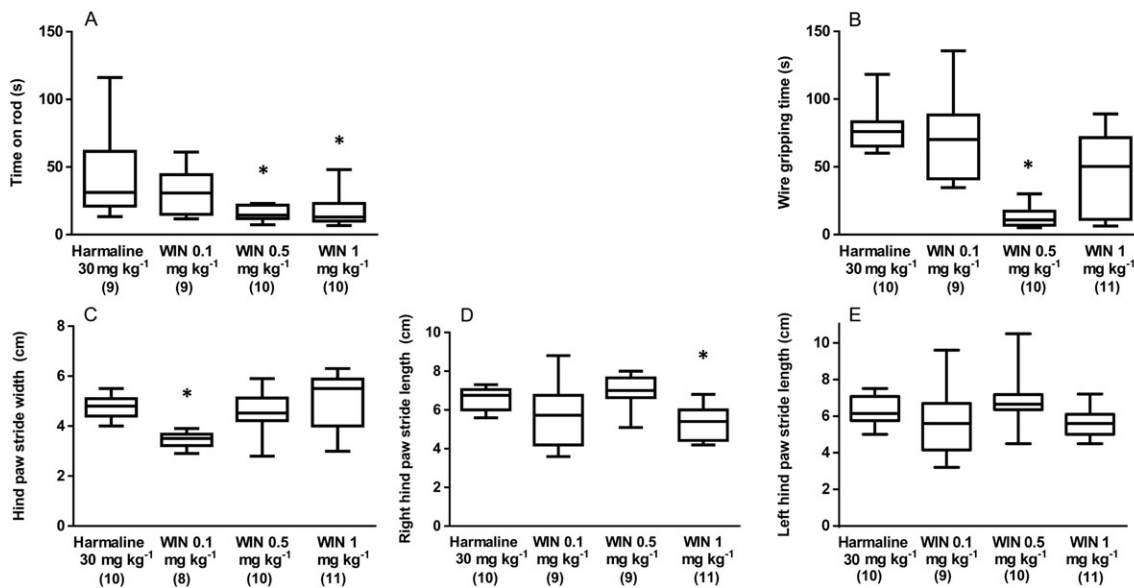 A
Time on rod (s)
150
100
50
0
*
*
Harmaline WIN 0.1 WIN 0.5 WIN 1
30 mg kg⁻¹ mg kg⁻¹ mg kg⁻¹ mg kg⁻¹
(9) (9) (10) (10)
B
Wire gripping time (s)
150
100
50
0
*
Harmaline WIN 0.1 WIN 0.5 WIN 1
30 mg kg⁻¹ mg kg⁻¹ mg kg⁻¹ mg kg⁻¹
(10) (9) (10) (11)
C
Hind paw stride width (cm)
8
6
4
2
0
*
Harmaline WIN 0.1 WIN 0.5 WIN 1
30 mg kg⁻¹ mg kg⁻¹ mg kg⁻¹ mg kg⁻¹
(10) (8) (10) (11)
D
Right hind paw stride length (cm)
10
8
6
4
2
0
*
Harmaline WIN 0.1 WIN 0.5 WIN 1
30 mg kg⁻¹ mg kg⁻¹ mg kg⁻¹ mg kg⁻¹
(10) (9) (9) (11)
E
Left hind paw stride length (cm)
10
8
6
4
2
0
Harmaline WIN 0.1 WIN 0.5 WIN 1
30 mg kg⁻¹ mg kg⁻¹ mg kg⁻¹ mg kg⁻¹
(10) (9) (10) (11)